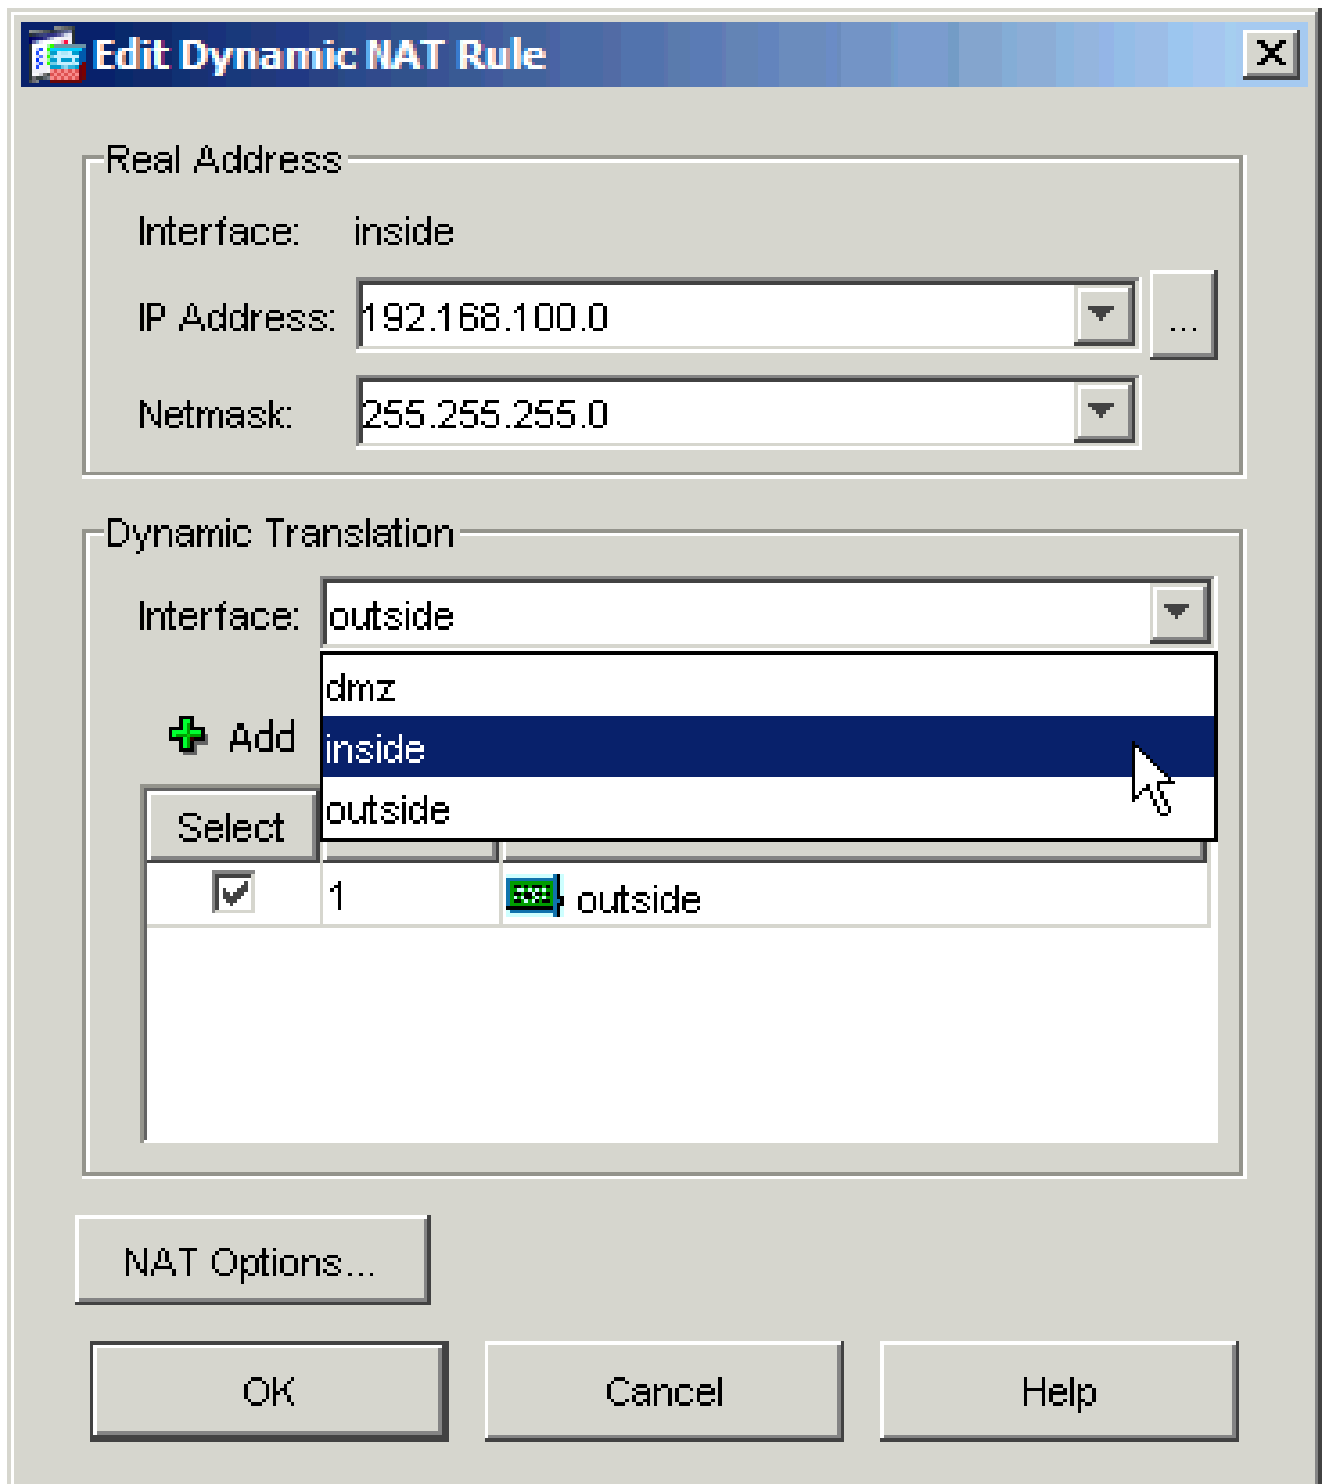 Edit Dynamic NAT Rule
Real Address
Interface: inside
IP Address: 192.168.100.0 ...
Netmask: 255.255.255.0
Dynamic Translation
Interface: outside
dmz
Add inside
Select outside
1 outside
NAT Options...
OK Cancel Help